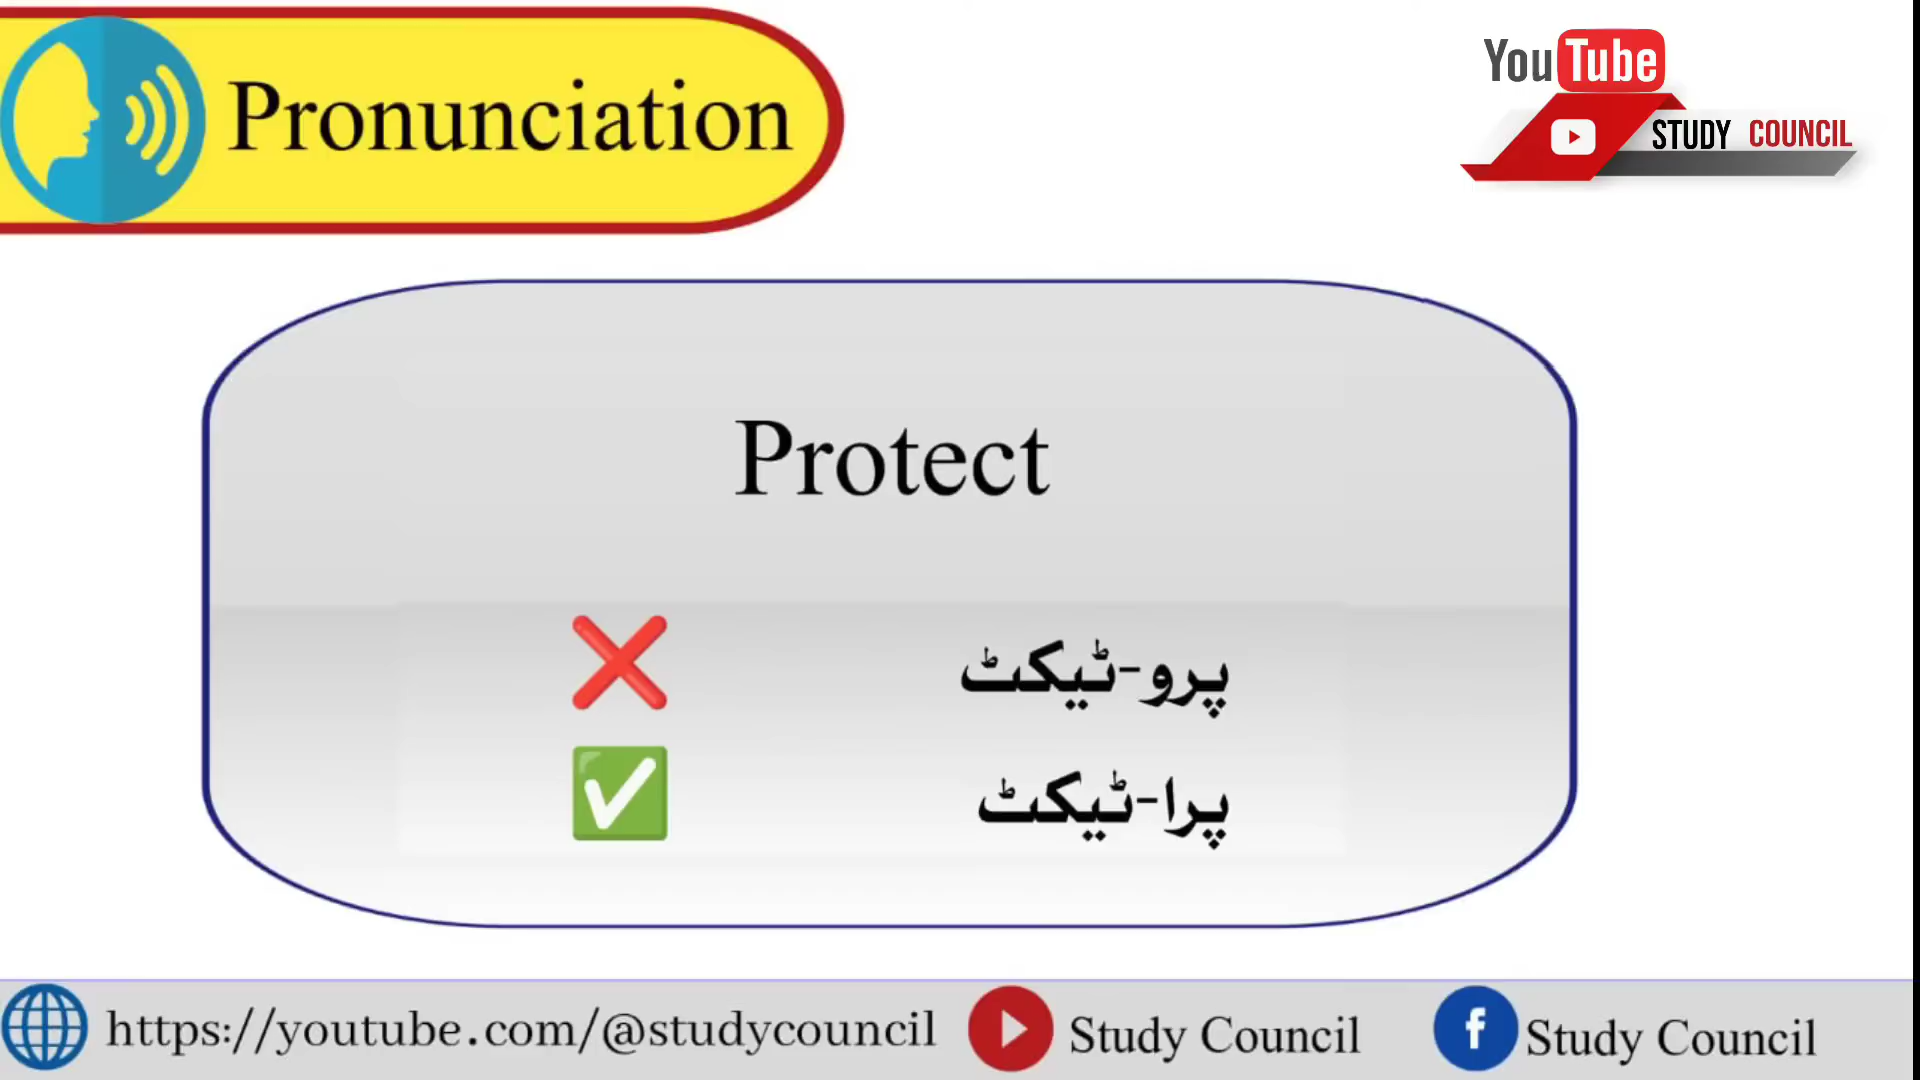 Pronunciation
YouTube
STUDY COUNCIL
Protect
پرو-ٹیکٹ
پرا-ٹیکٹ
https://youtube.com/@studycouncil
Study Council
Study Council